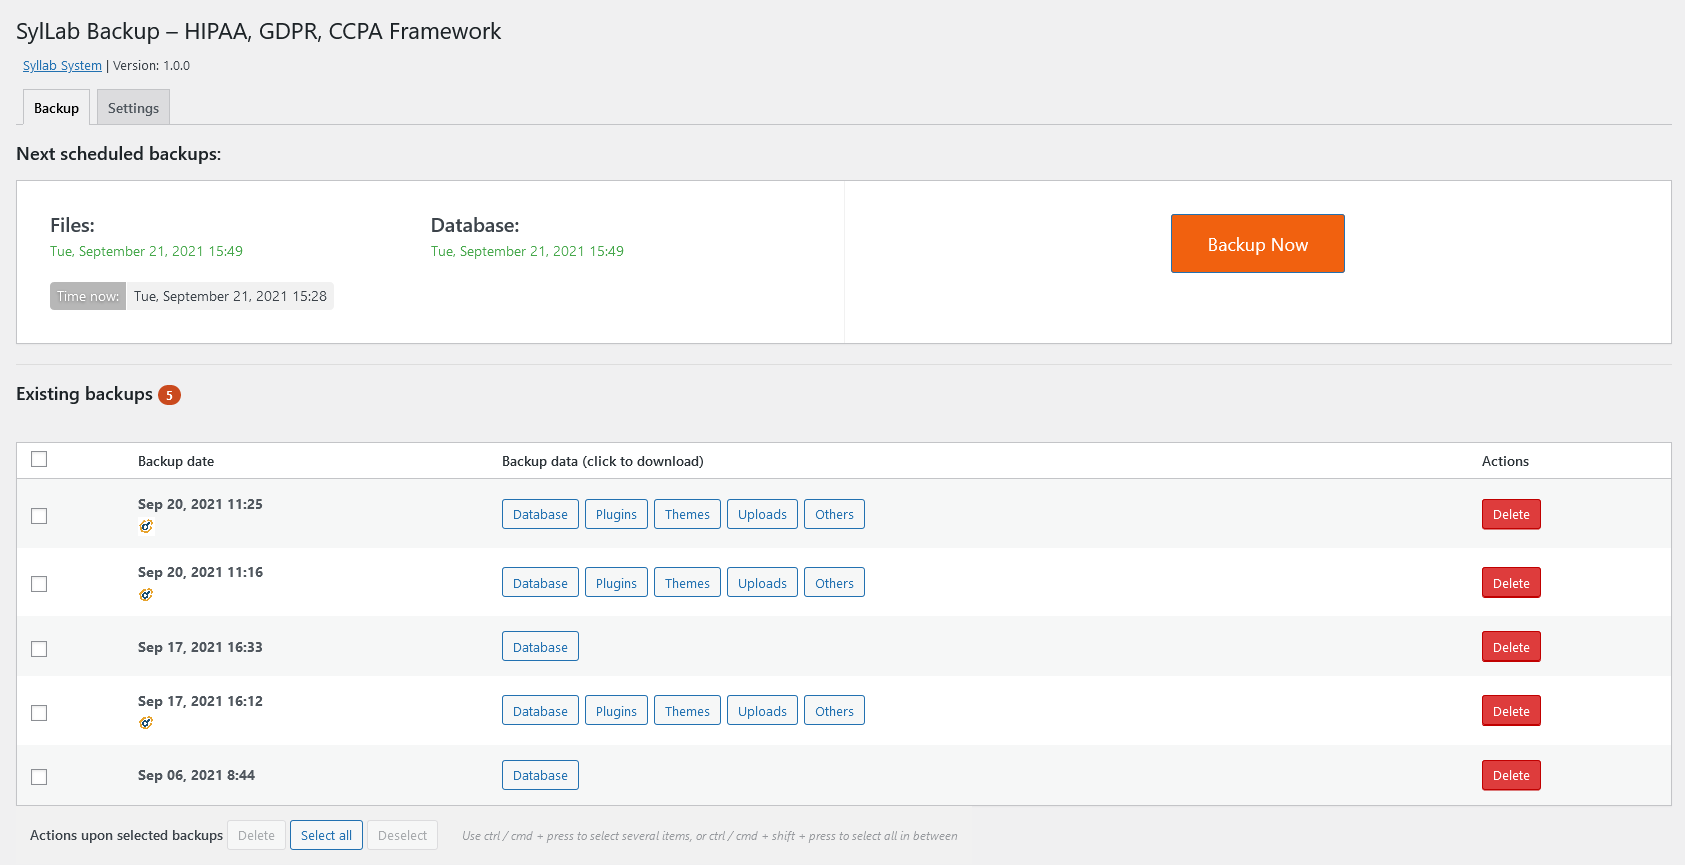 SylLab Backup – HIPAA, GDPR, CCPA Framework
Syllab System | Version: 1.0.0
Backup Settings
Next scheduled backups:
Files: Database:
Tue, September 21, 2021 15:49 Tue, September 21, 2021 15:49
Time now: Tue, September 21, 2021 15:28
Backup Now
Existing backups 5
Backup date Backup data (click to download) Actions
Sep 20, 2021 11:25 Database Plugins Themes Uploads Others Delete
Sep 20, 2021 11:16 Database Plugins Themes Uploads Others Delete
Sep 17, 2021 16:33 Database Delete
Sep 17, 2021 16:12 Database Plugins Themes Uploads Others Delete
Sep 06, 2021 8:44 Database Delete
Actions upon selected backups Delete Select all Deselect Use ctrl / cmd + press to select several items, or ctrl / cmd + shift + press to select all in between